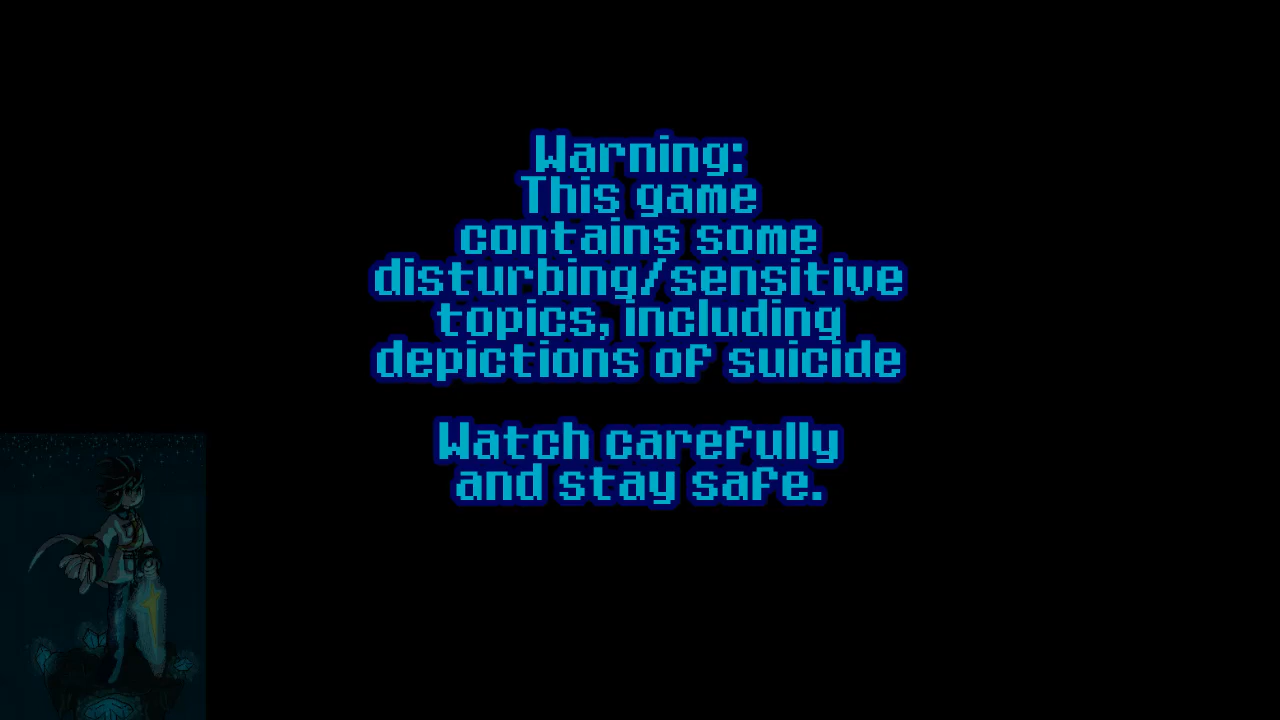 Warning:
This game
contains some
disturbing/sensitive
topics, including
depictions of suicide
Watch carefully
and stay safe.